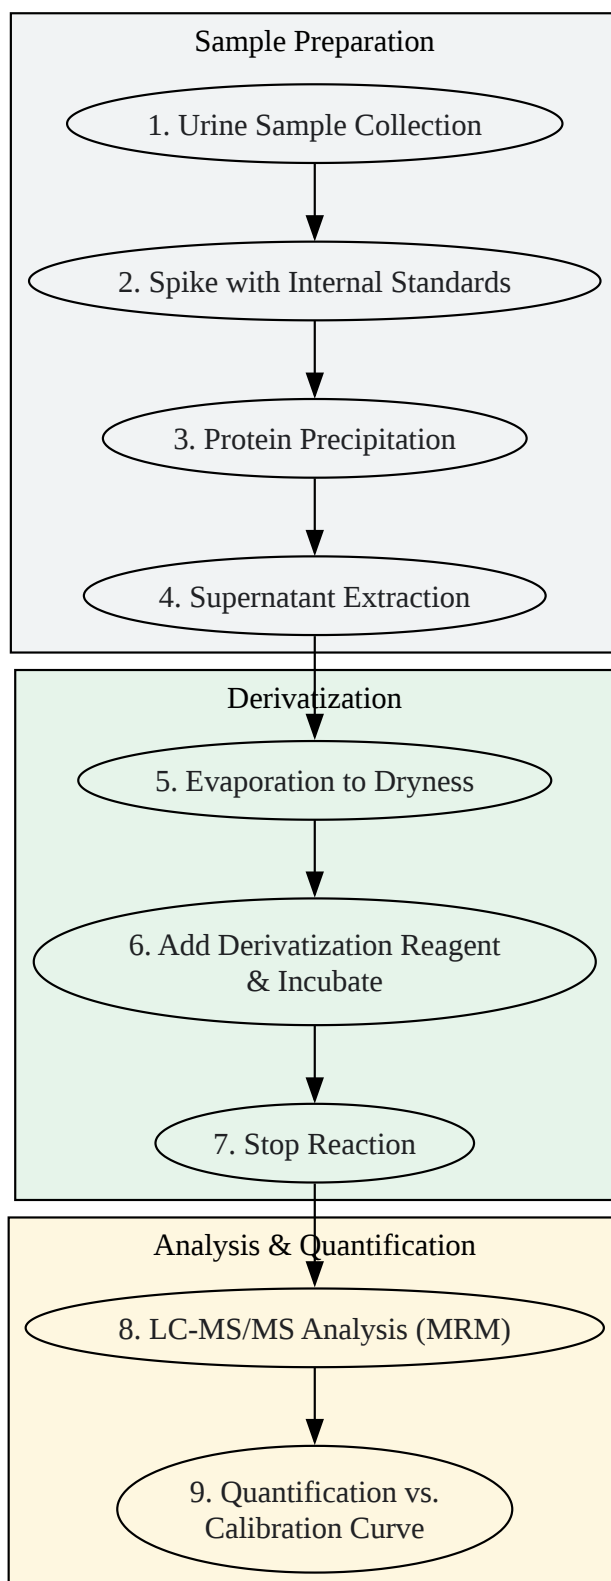 Sample Preparation
1. Urine Sample Collection
2. Spike with Internal Standards
3. Protein Precipitation
4. Supernatant Extraction
Derivatization
5. Evaporation to Dryness
6. Add Derivatization Reagent
& Incubate
7. Stop Reaction
Analysis & Quantification
8. LC-MS/MS Analysis (MRM)
9. Quantification vs.
Calibration Curve